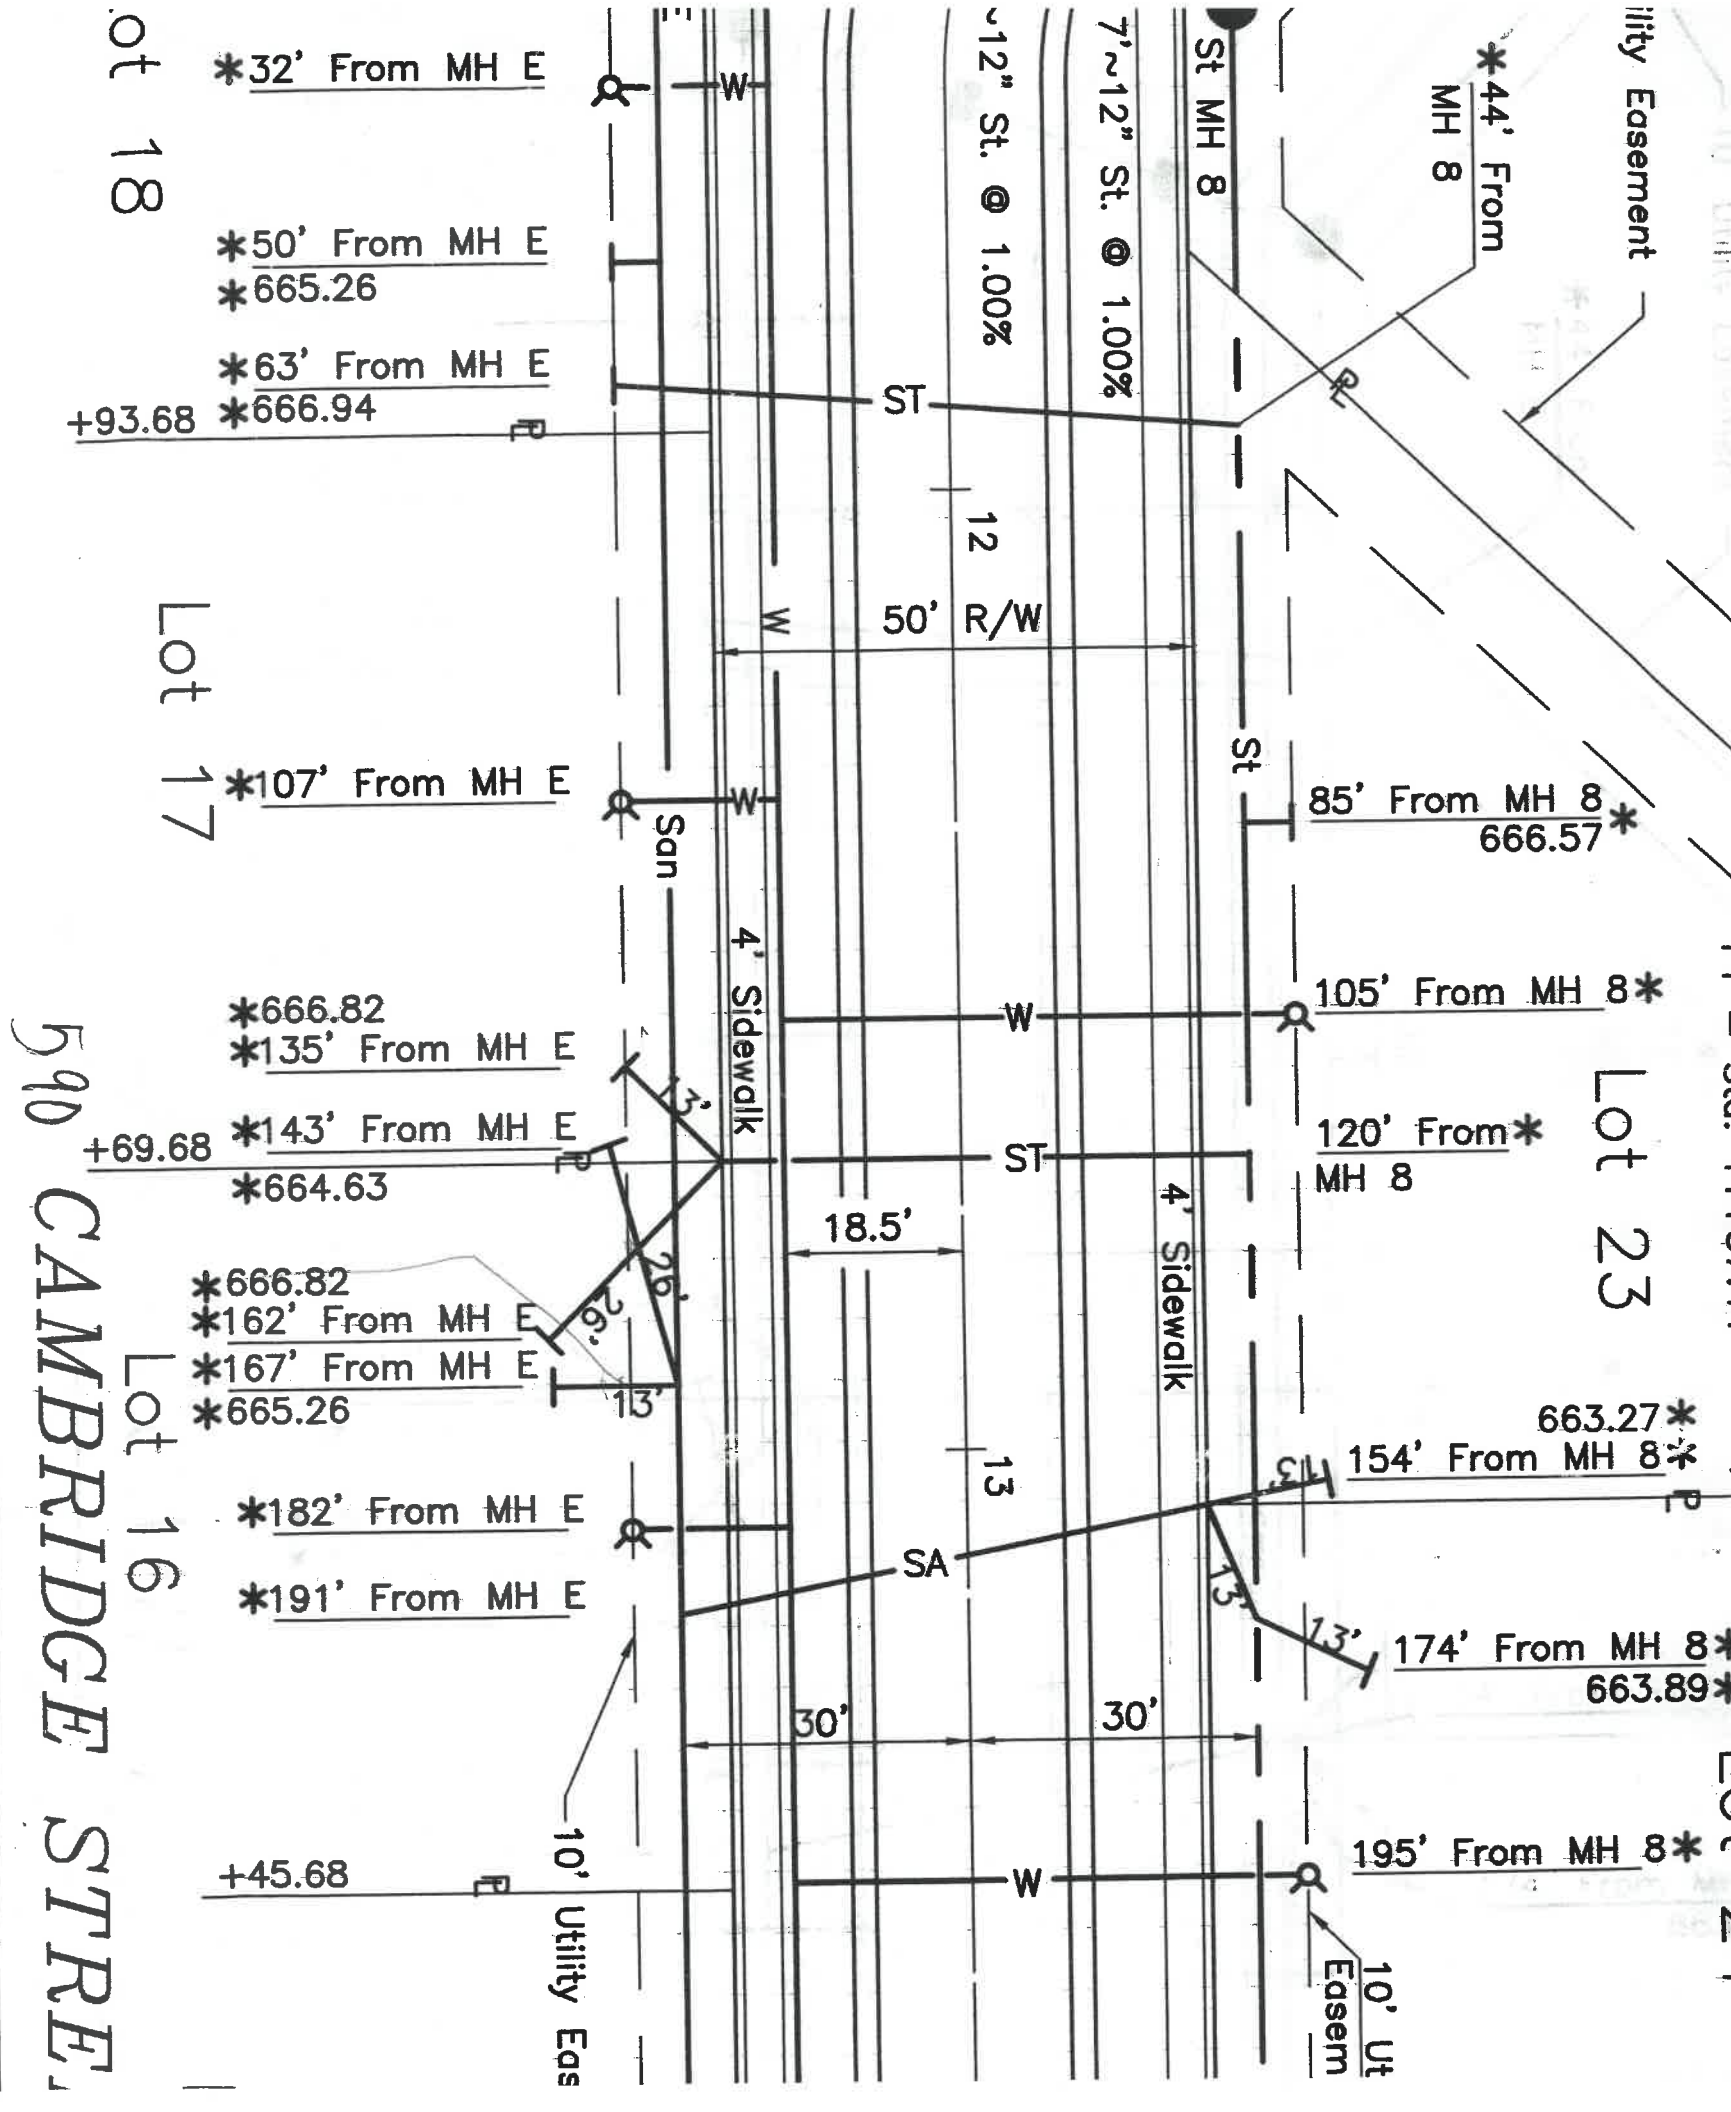 ot 18
*32' From MH E
W
~12" St. @ 1.00%
7'~12" St. @ 1.00%
St MH 8
*44' From
MH 8
ility Easement
*50' From MH E
*665.26
*63' From MH E
*666.94
+93.68
PL
ST
PL
12
50' R/W
W
St
Lot 17
*107' From MH E
W
San
85' From MH 8
666.57*
4' Sidewalk
105' From MH 8*
W
Lot 23
*666.82
*135' From MH E
13'
*143' From MH E
+69.68
PL
*664.63
ST
120' From*
MH 8
18.5'
4' Sidewalk
26'
26'
*666.82
*162' From MH E
*167' From MH E
*665.26
13'
Lot 16
590 CAMBRIDGE STREE
13
663.27*
154' From MH 8*
13'
PL
*182' From MH E
SA
13'
*191' From MH E
13'
174' From MH 8*
663.89*
30'
30'
10' Utility Eas
195' From MH 8*
+45.68
PL
W
10' Ut
Easem